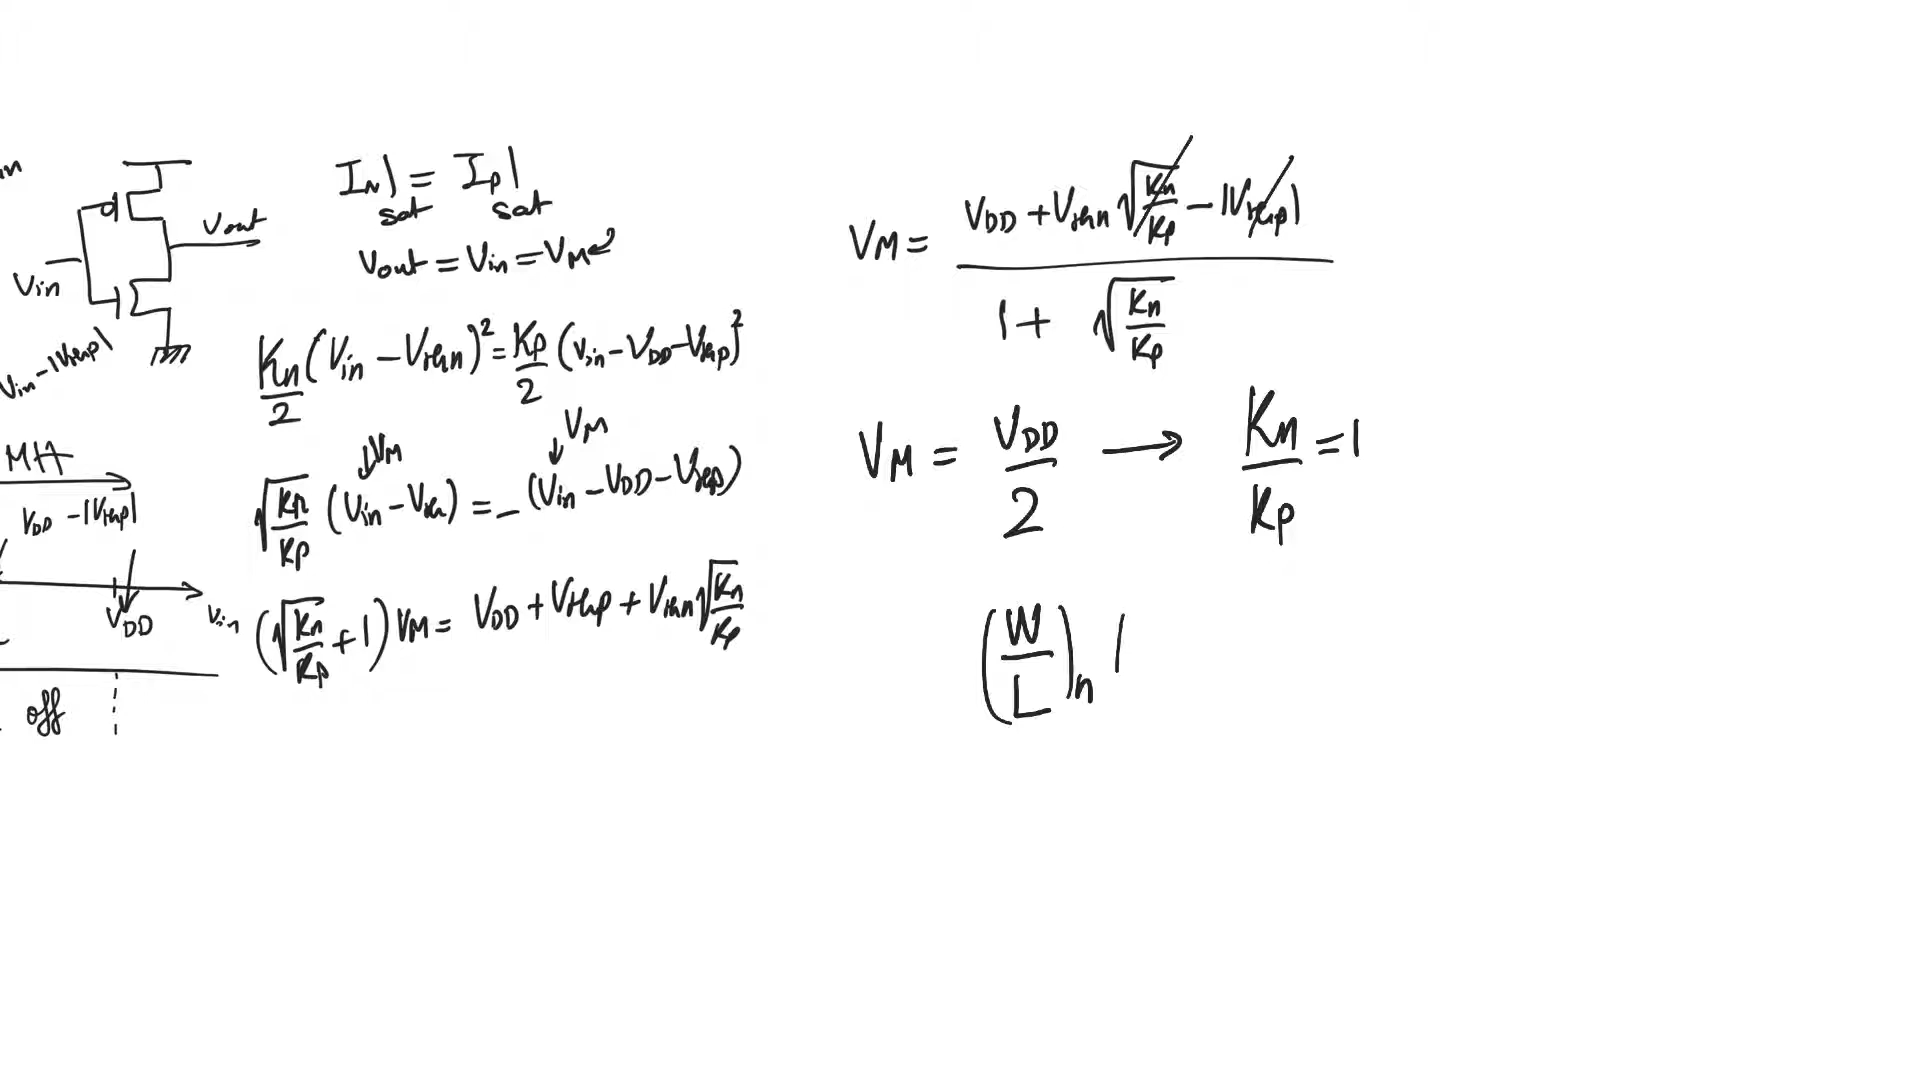 in
Vout
Vin
Vin - |Vthp|
MA
VDD - |Vthp|
VDD
Vin
off
IN|sat = Ip|sat
Vout = Vin = VM
Kn/2 (Vin - Vthn)² = Kp/2 (Vin - VDD - Vthp)²
VM VM
√(Kn/Kp) (Vin - Vth) = -(Vin - VDD - Vthp)
(√(Kn/Kp) + 1) VM = VDD + Vthp + Vthn √(Kn/Kp)
VM = (VDD + Vthn √(Kn/Kp) - |Vthp|) / (1 + √(Kn/Kp))
VM = VDD/2 → Kn/Kp = 1
(W/L)n